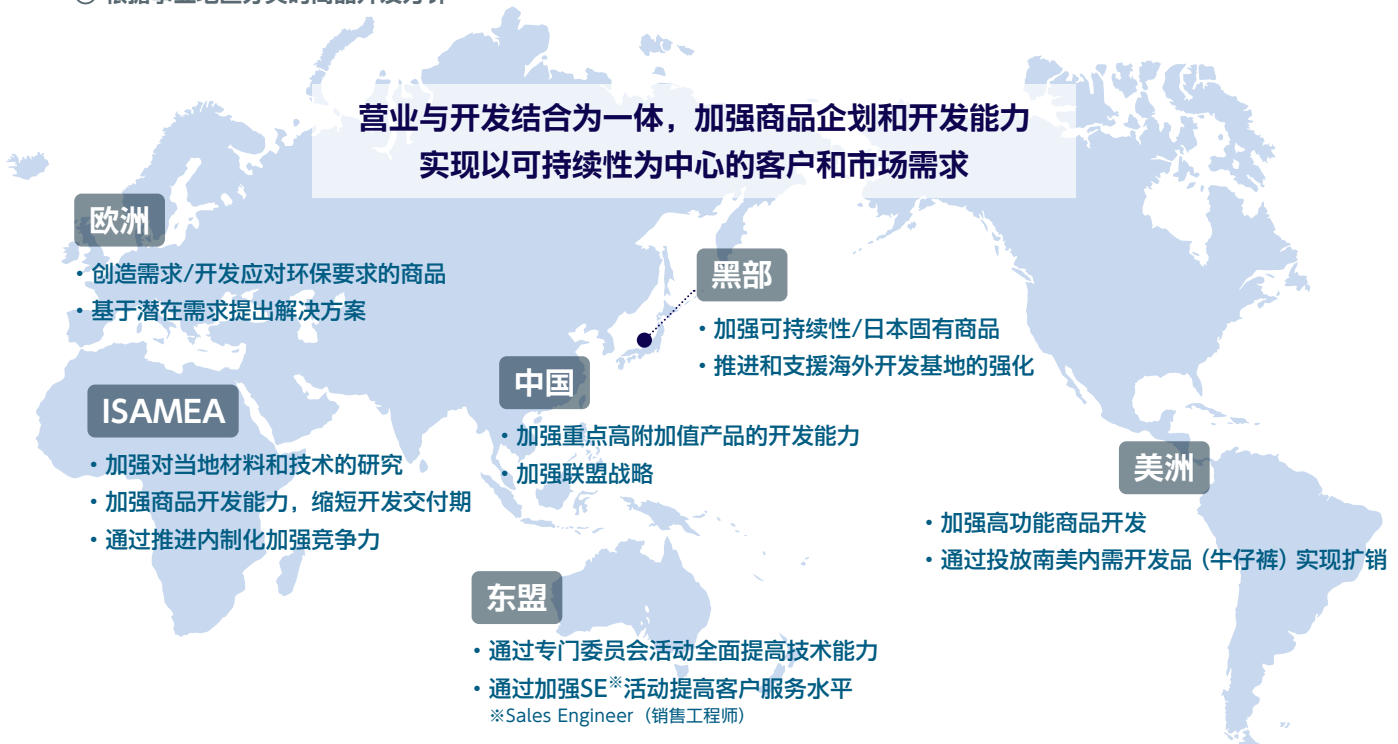 营业与开发结合为一体，加强商品企划和开发能力
实现以可持续性为中心的客户和市场需求
欧洲
・创造需求/开发应对环保要求的商品
・基于潜在需求提出解决方案
黑部
・加强可持续性/日本固有商品
・推进和支援海外开发基地的强化
中国
・加强重点高附加值产品的开发能力
・加强联盟战略
ISAMEA
・加强对当地材料和技术的研究
・加强商品开发能力，缩短开发交付期
・通过推进内制化加强竞争力
美洲
・加强高功能商品开发
・通过投放南美内需开发品（牛仔裤）实现扩销
东盟
・通过专门委员会活动全面提高技术能力
・通过加强SE※活动提高客户服务水平
※Sales Engineer（销售工程师）